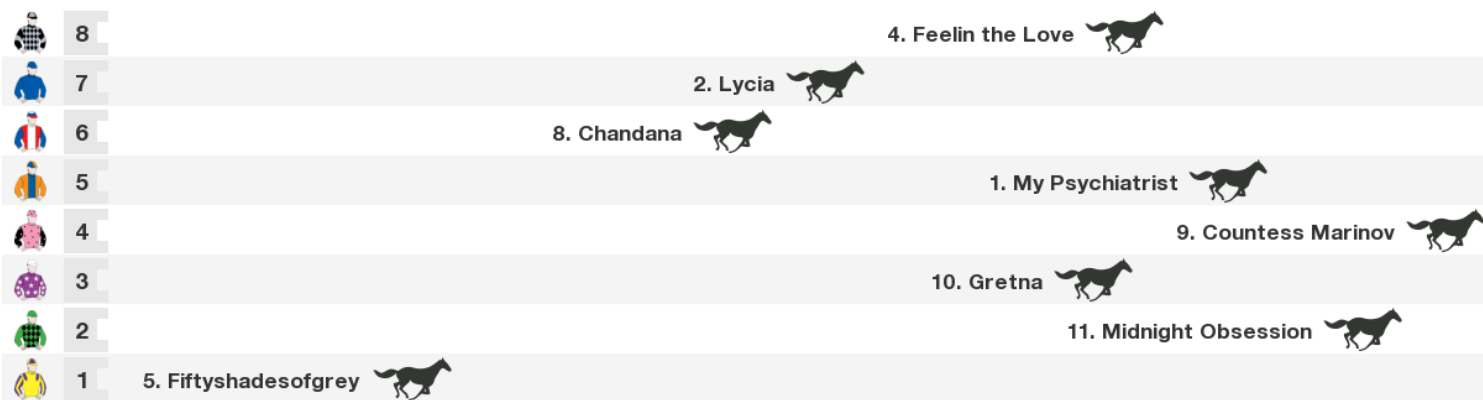 8 4. Feelin the Love
7 2. Lycia
6 8. Chandana
5 1. My Psychiatrist
4 9. Countess Marinov
3 10. Gretna
2 11. Midnight Obsession
1 5. Fiftyshadesofgrey